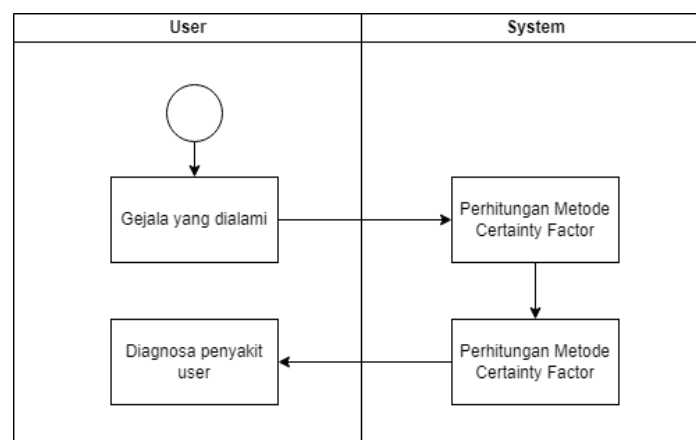 User
System
Gejala yang dialami
Perhitungan Metode
Certainty Factor
Diagnosa penyakit
user
Perhitungan Metode
Certainty Factor